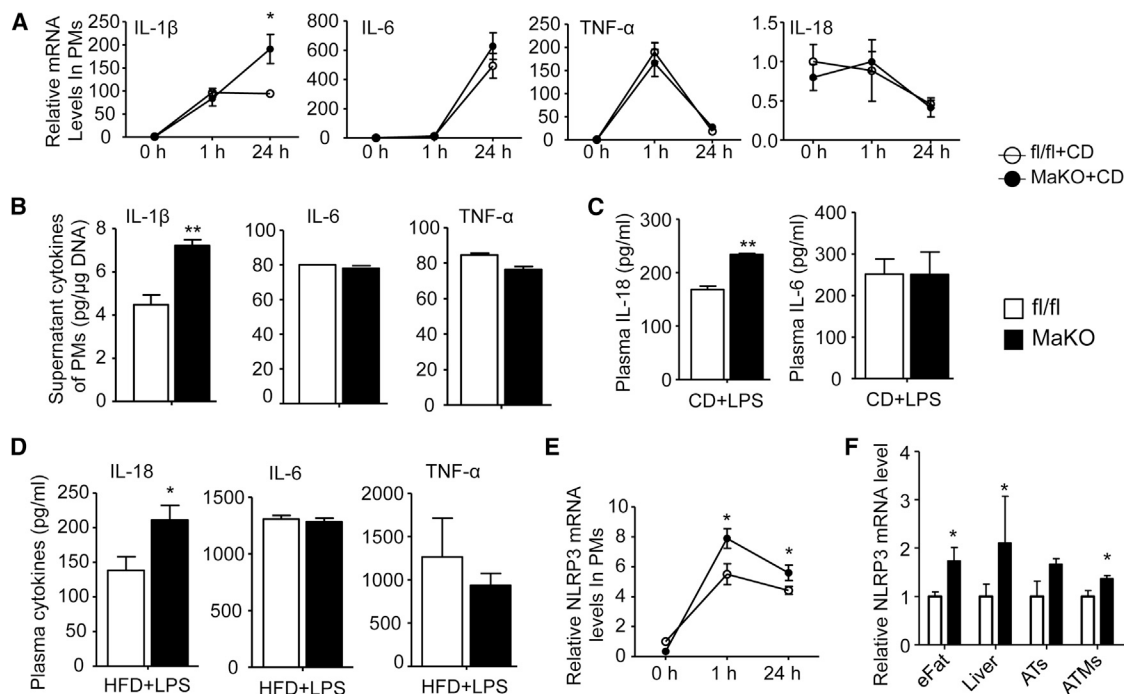 A
Relative mRNA
Levels In PMs
IL-1β
250
200
150
100
50
0
*
0 h
1 h
24 h
IL-6
800
600
400
200
0
0 h
1 h
24 h
TNF-α
250
200
150
100
50
0
0 h
1 h
24 h
IL-18
1.5
1.0
0.5
0.0
0 h
1 h
24 h
fl/fl+CD
MaKO+CD
B
Supernatant cytokines
of PMs (pg/µg DNA)
IL-1β
8
6
4
2
0
**
IL-6
100
80
60
40
20
0
TNF-α
100
80
60
40
20
0
C
Plasma IL-18 (pg/ml)
300
200
100
0
**
CD+LPS
Plasma IL-6 (pg/ml)
400
300
200
100
0
CD+LPS
fl/fl
MaKO
D
Plasma cytokines (pg/ml)
IL-18
250
200
150
100
50
0
*
HFD+LPS
IL-6
1500
1000
500
0
HFD+LPS
TNF-α
2000
1500
1000
500
0
HFD+LPS
E
Relative NLRP3 mRNA
levels In PMs
10
8
6
4
2
0
*
*
0 h
1 h
24 h
F
Relative NLRP3 mRNA level
4
3
2
1
0
*
*
*
eFat
Liver
ATs
ATMs